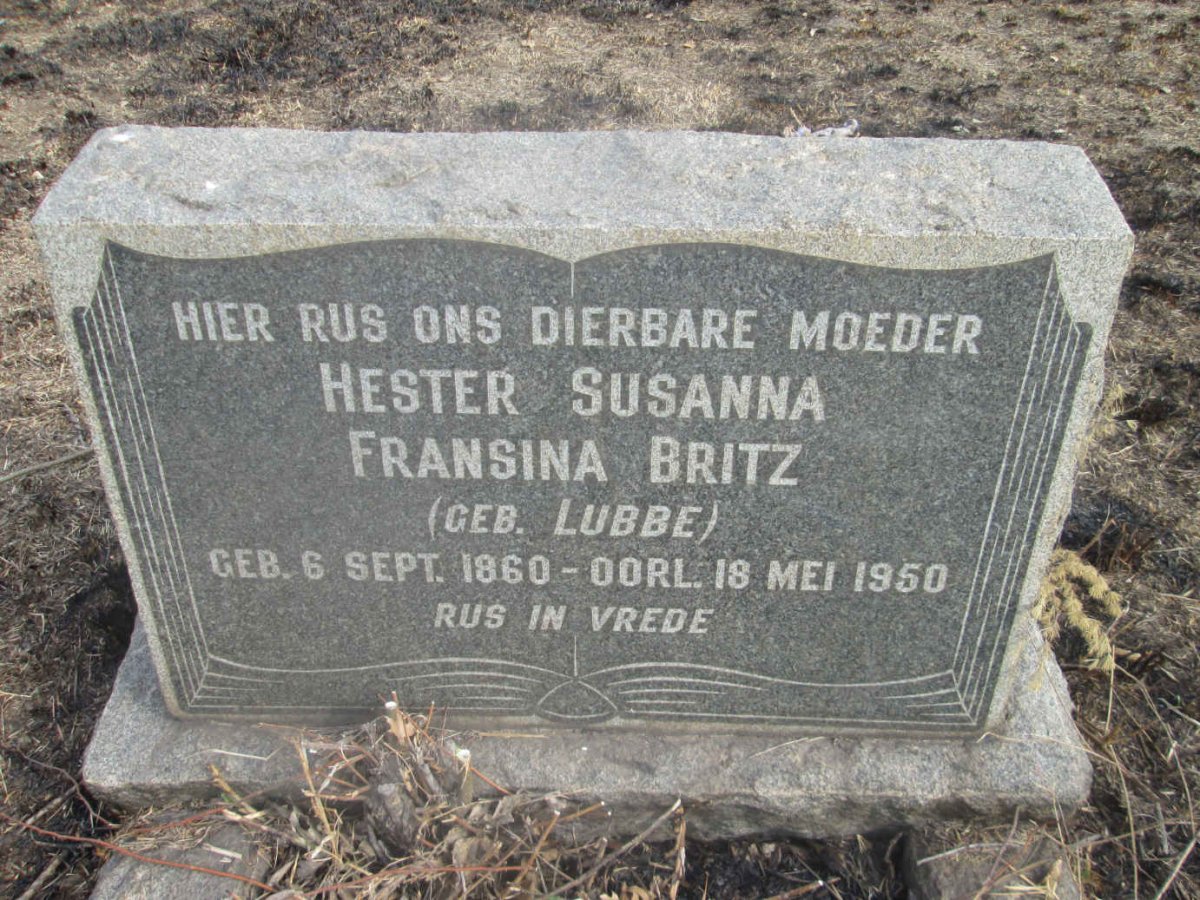 HIER RUS ONS DIERBARE MOEDER
HESTER SUSANNA
FRANSINA BRITZ
(GEB. LUBBE)
GEB. 6 SEPT. 1860 - OORL. 18 MEI 1950
RUS IN VREDE